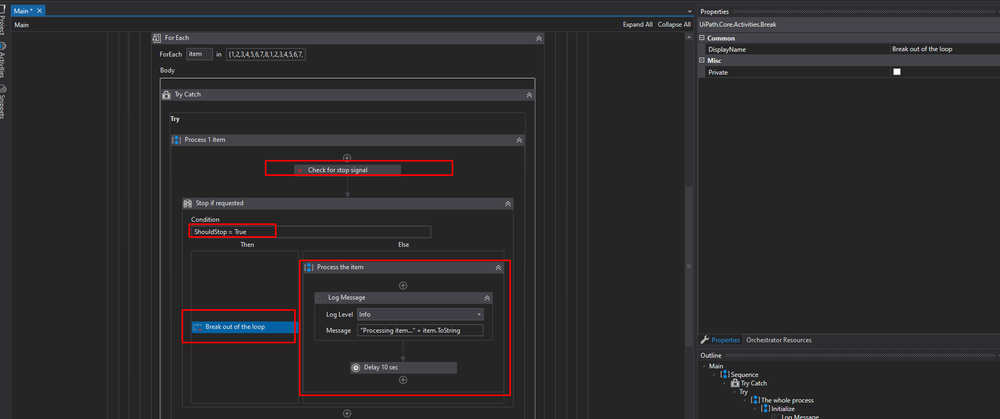 Main *
Main
Expand All Collapse All
Project
Activities
Snippets
For Each
ForEach item in {1,2,3,4,5,6,7,8,1,2,3,4,5,6,7,
Body
Try Catch
Try
Process 1 item
Check for stop signal
Stop if requested
Condition
ShouldStop = True
Then Else
Process the item
Log Message
Log Level Info
Message "Processing item..." + item.ToString
Break out of the loop
Delay 10 sec
Properties
UiPath.Core.Activities.Break
Common
DisplayName Break out of the loop
Misc
Private
Properties Orchestrator Resources
Outline
Main
Sequence
Try Catch
Try
The whole process
Initialize
Log Message